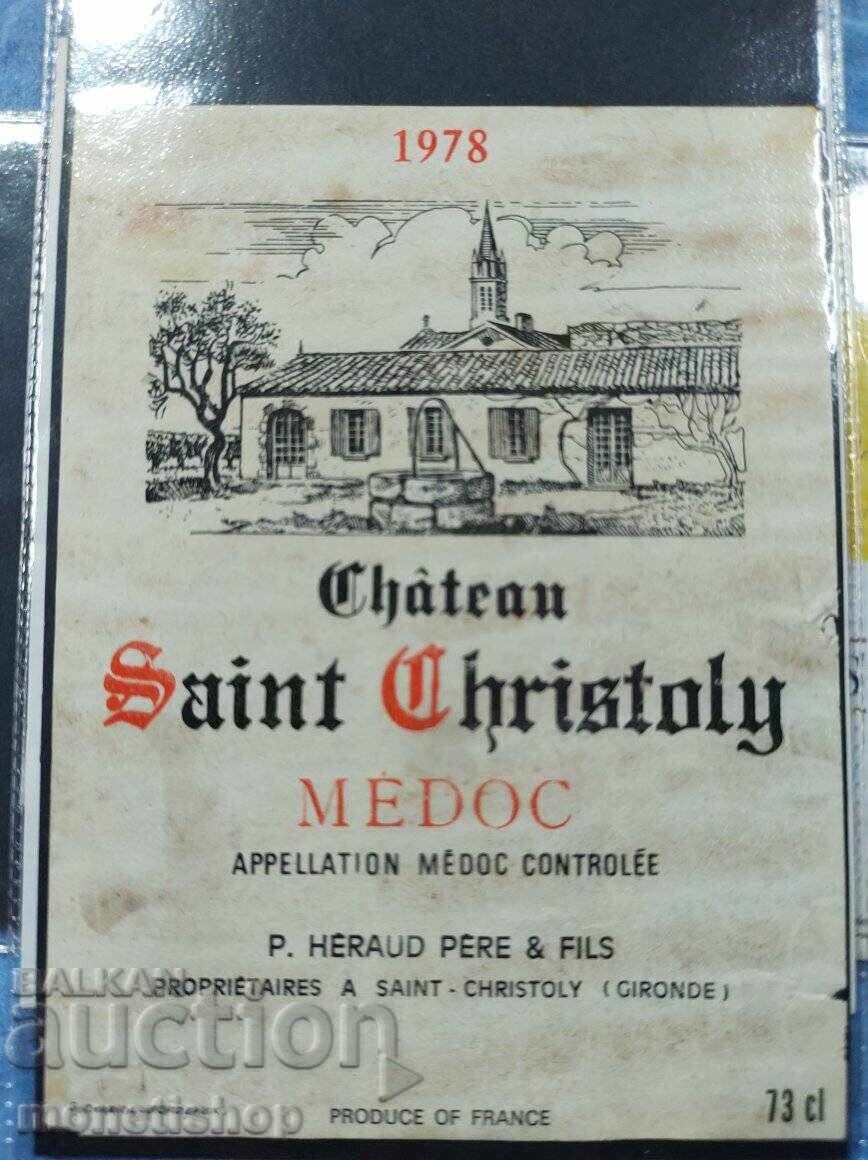 1978
Château
Saint Christoly
MÉDOC
APPELLATION MÉDOC CONTROLÉE
P. HÉRAUD PÈRE & FILS
PROPRIÉTAIRES A SAINT-CHRISTOLY (GIRONDE)
BALKAN
auction
monetishop
PRODUCE OF FRANCE
73 cl